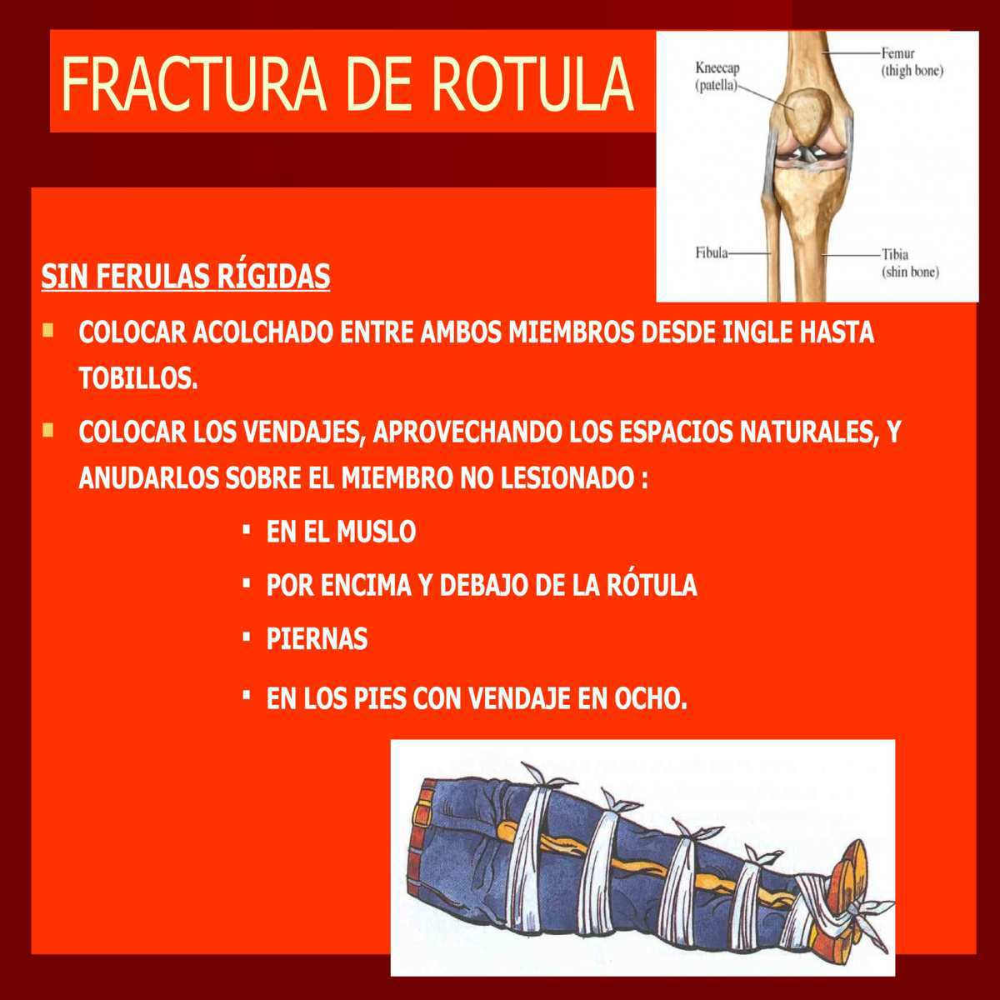 FRACTURA DE ROTULA
Kneecap
(patella)
Femur
(thigh bone)
Fibula
Tibia
(shin bone)
SIN FERULAS RÍGIDAS
COLOCAR ACOLCHADO ENTRE AMBOS MIEMBROS DESDE INGLE HASTA
TOBILLOS.
COLOCAR LOS VENDAJES, APROVECHANDO LOS ESPACIOS NATURALES, Y
ANUDARLOS SOBRE EL MIEMBRO NO LESIONADO :
EN EL MUSLO
POR ENCIMA Y DEBAJO DE LA RÓTULA
PIERNAS
EN LOS PIES CON VENDAJE EN OCHO.